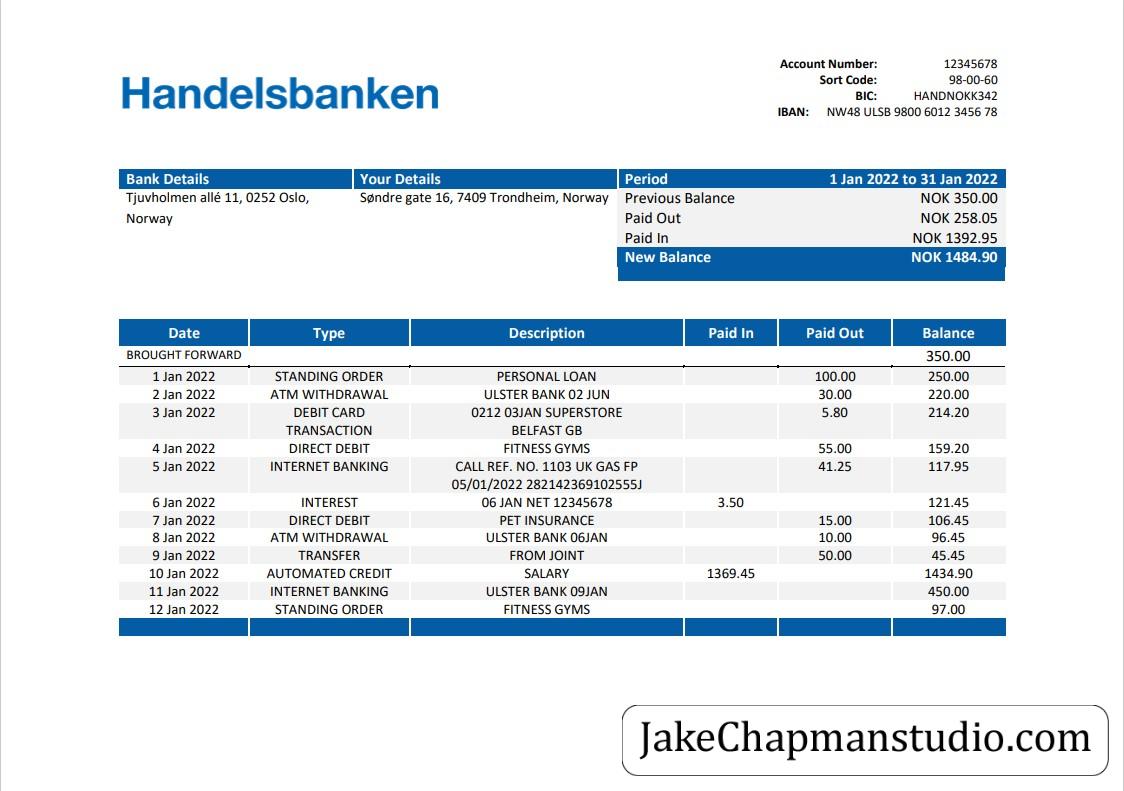 Handelsbanken
Account Number: 12345678
Sort Code: 98-00-60
BIC: HANDNOKK342
IBAN: NW48 ULSB 9800 6012 3456 78
Bank Details
Tjuvholmen allé 11, 0252 Oslo,
Norway
Your Details
Søndre gate 16, 7409 Trondheim, Norway
Period 1 Jan 2022 to 31 Jan 2022
Previous Balance NOK 350.00
Paid Out NOK 258.05
Paid In NOK 1392.95
New Balance NOK 1484.90
Date Type Description Paid In Paid Out Balance
BROUGHT FORWARD 350.00
1 Jan 2022 STANDING ORDER PERSONAL LOAN 100.00 250.00
2 Jan 2022 ATM WITHDRAWAL ULSTER BANK 02 JUN 30.00 220.00
3 Jan 2022 DEBIT CARD 0212 03JAN SUPERSTORE 5.80 214.20
TRANSACTION BELFAST GB
4 Jan 2022 DIRECT DEBIT FITNESS GYMS 55.00 159.20
5 Jan 2022 INTERNET BANKING CALL REF. NO. 1103 UK GAS FP 41.25 117.95
05/01/2022 282142369102555J
6 Jan 2022 INTEREST 06 JAN NET 12345678 3.50 121.45
7 Jan 2022 DIRECT DEBIT PET INSURANCE 15.00 106.45
8 Jan 2022 ATM WITHDRAWAL ULSTER BANK 06JAN 10.00 96.45
9 Jan 2022 TRANSFER FROM JOINT 50.00 45.45
10 Jan 2022 AUTOMATED CREDIT SALARY 1369.45 1434.90
11 Jan 2022 INTERNET BANKING ULSTER BANK 09JAN 450.00
12 Jan 2022 STANDING ORDER FITNESS GYMS 97.00
JakeChapmanstudio.com